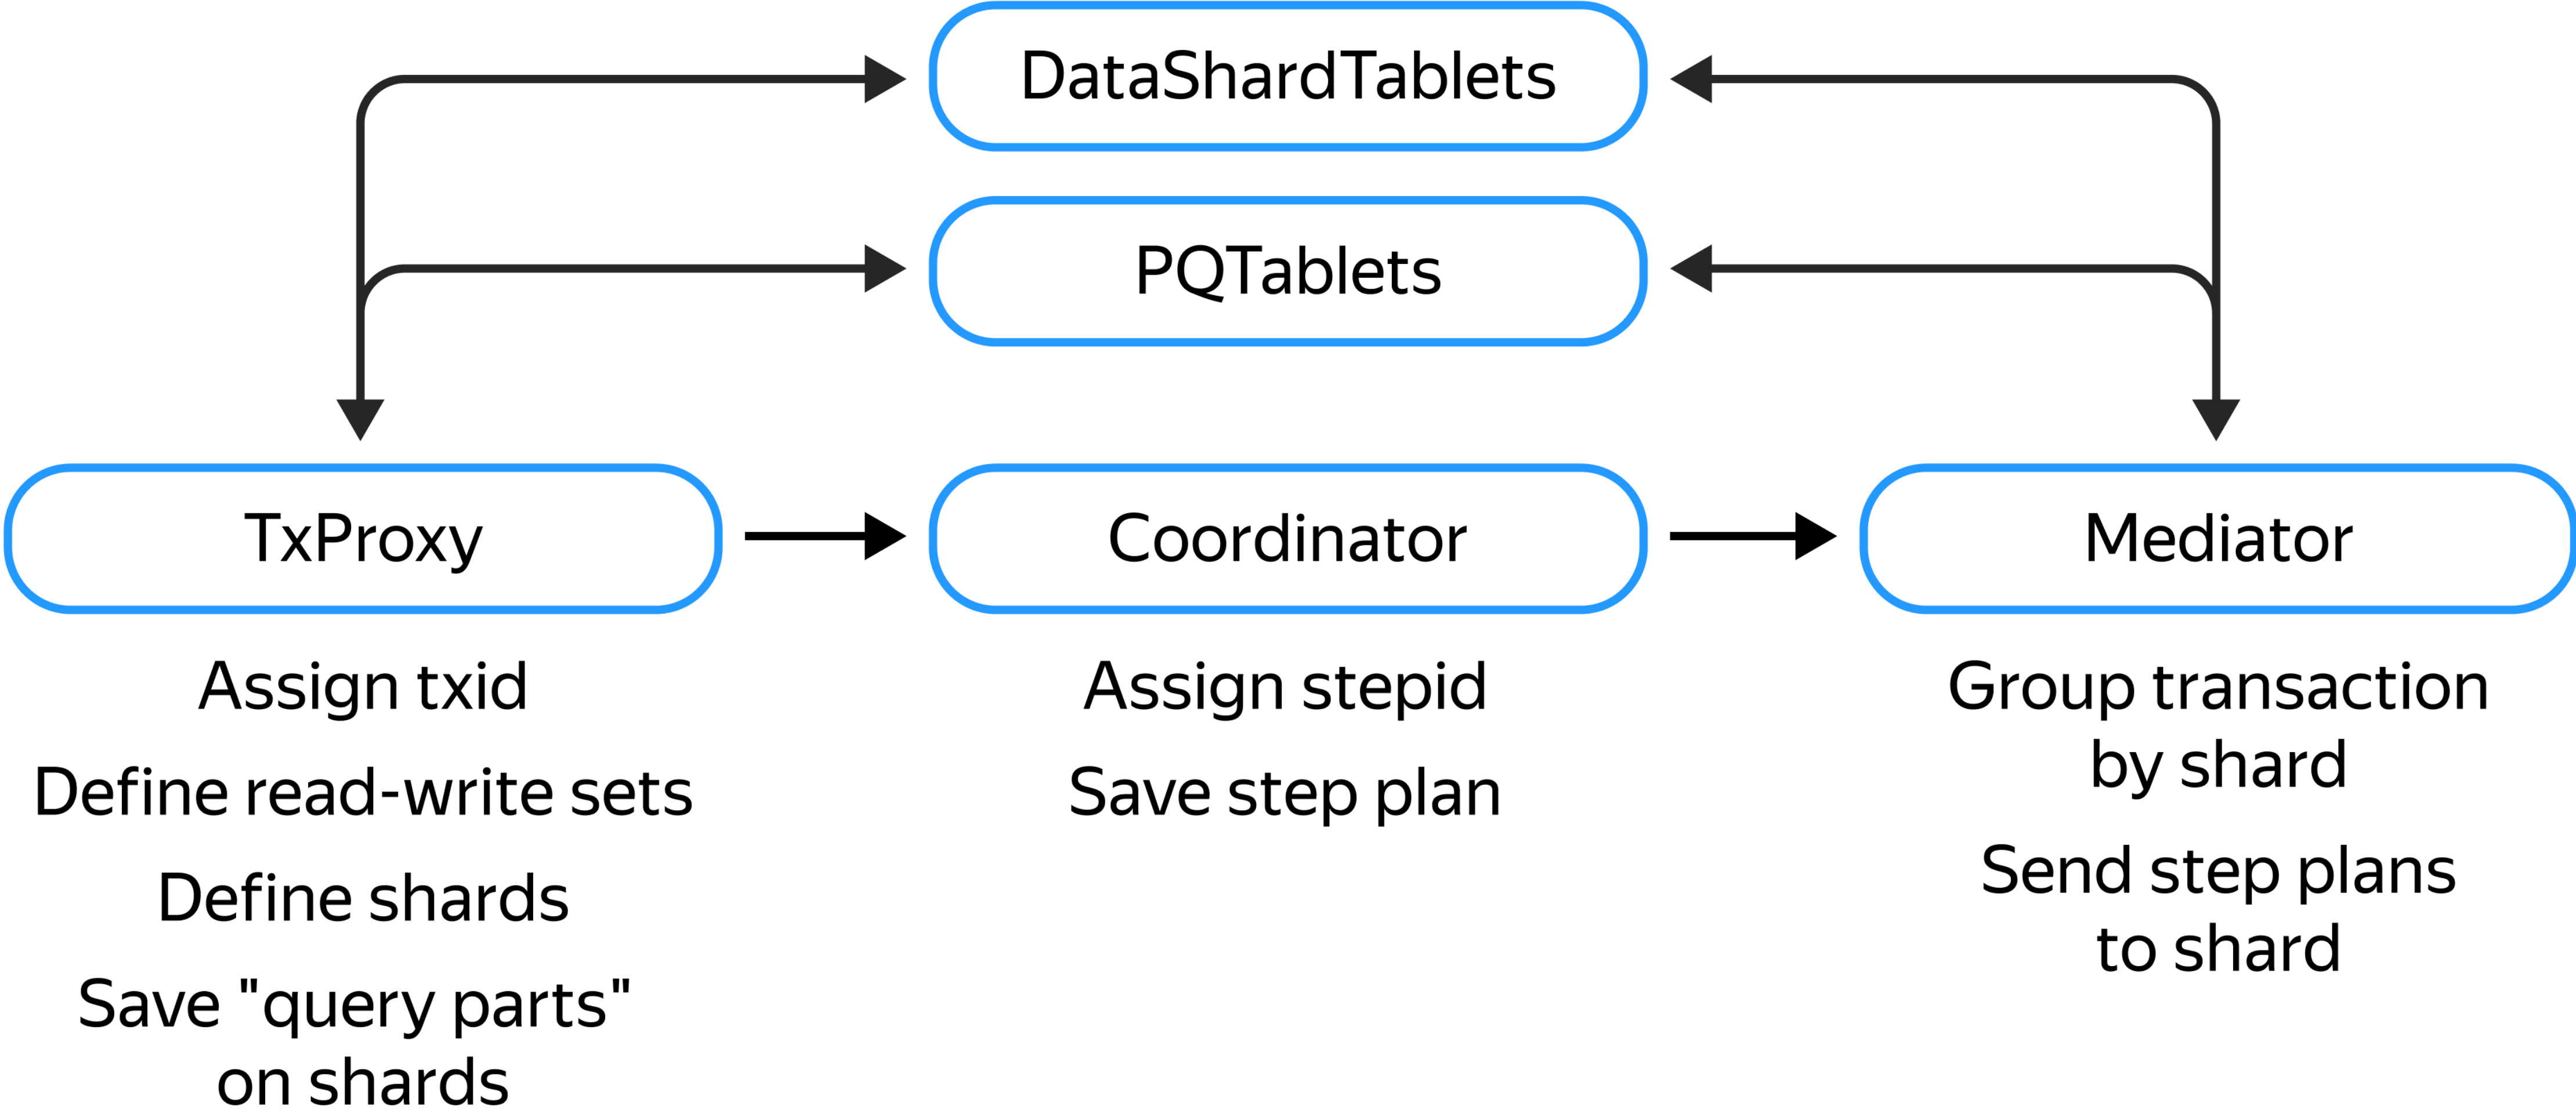 DataShardTablets
PQTablets
TxProxy
Coordinator
Mediator
Assign txid
Define read-write sets
Define shards
Save "query parts"
on shards
Assign stepid
Save step plan
Group transaction
by shard
Send step plans
to shard